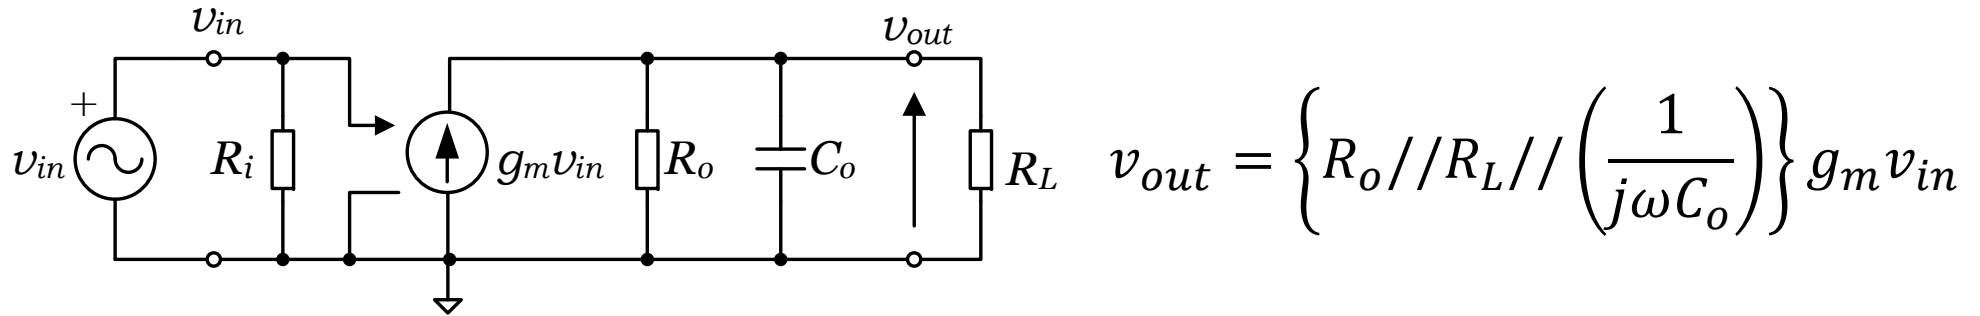 v_in
v_out
+
v_in
R_i
g_m v_in
R_o
C_o
R_L
v_out = {R_o//R_L//(1/jωC_o)} g_m v_in